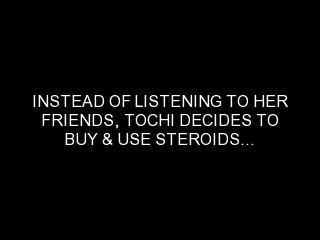 INSTEAD OF LISTENING TO HER
FRIENDS, TOCHI DECIDES TO
BUY & USE STEROIDS...